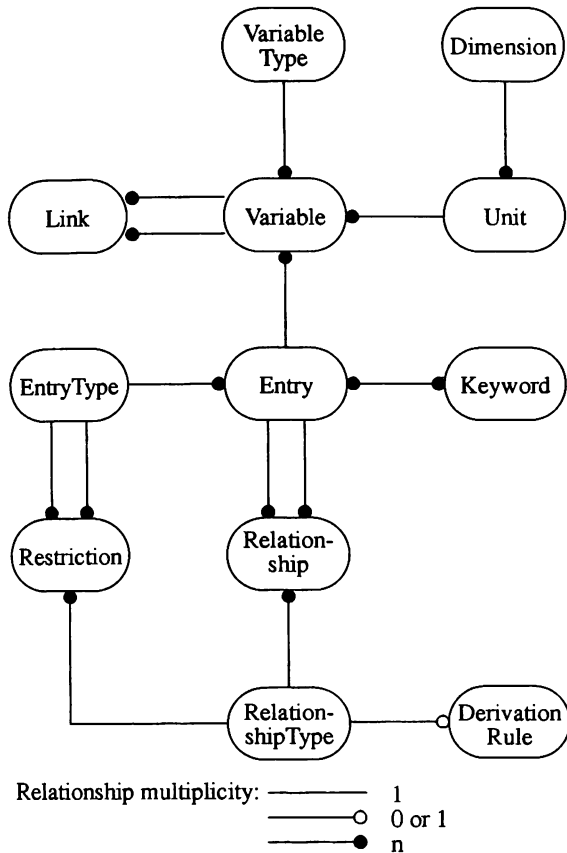 Variable
Type
Dimension
Link
Variable
Unit
EntryType
Entry
Keyword
Restriction
Relation-
ship
Relation-
shipType
Derivation
Rule
Relationship multiplicity:
1
0 or 1
n